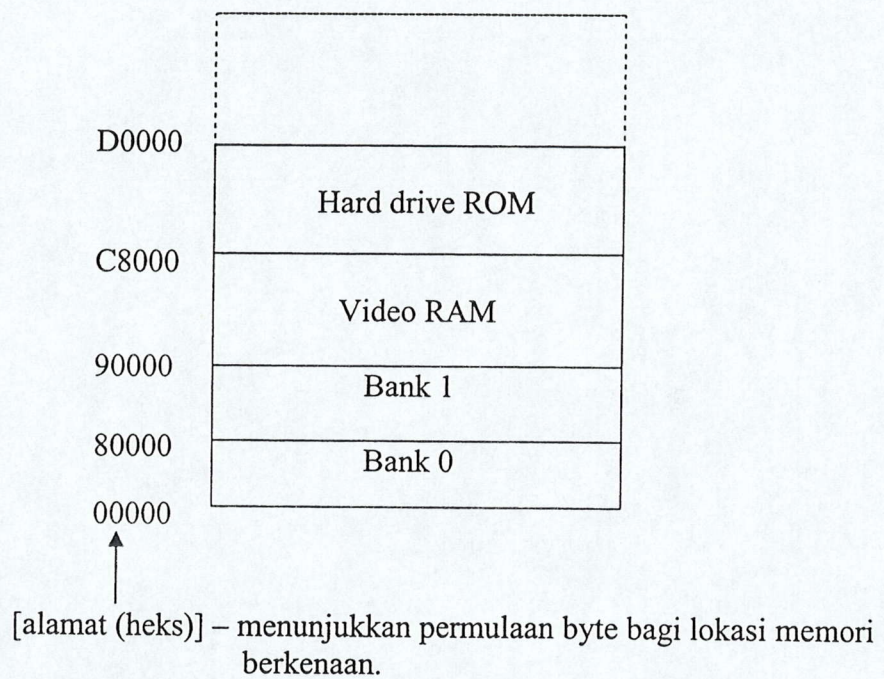 D0000
Hard drive ROM
C8000
Video RAM
90000
Bank 1
80000
Bank 0
00000
[alamat (heks)] – menunjukkan permulaan byte bagi lokasi memori
berkenaan.